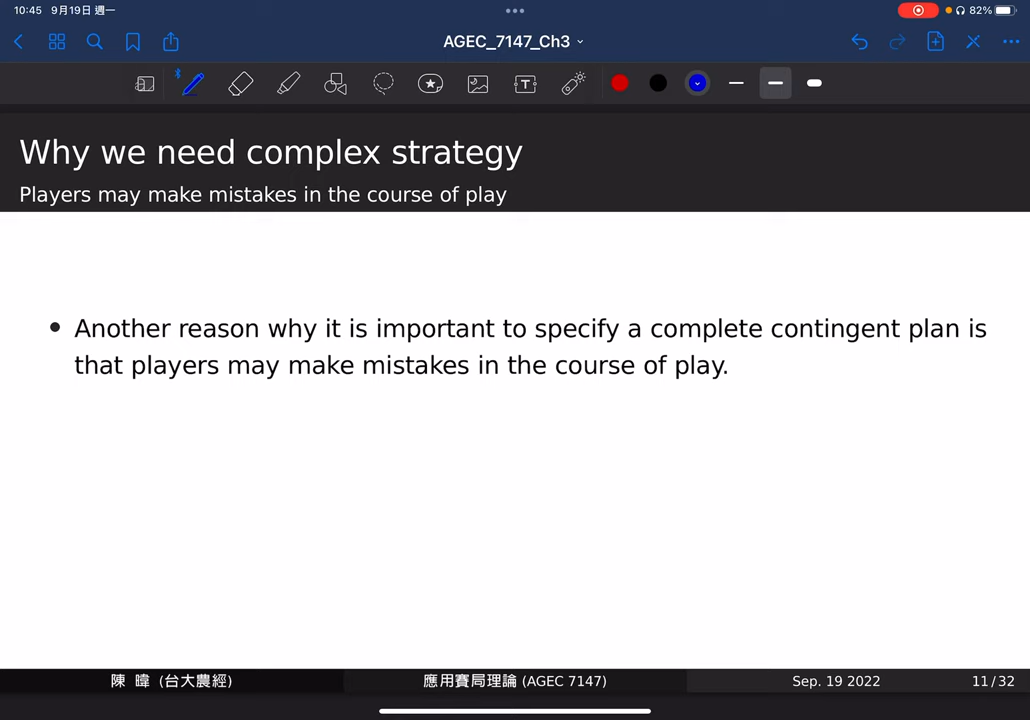 10:45 9月19日 週一
82%
AGEC_7147_Ch3
T
Why we need complex strategy
Players may make mistakes in the course of play
• Another reason why it is important to specify a complete contingent plan is
that players may make mistakes in the course of play.
陳 暐 (台大農經)
應用賽局理論 (AGEC 7147)
Sep. 19 2022
11/32